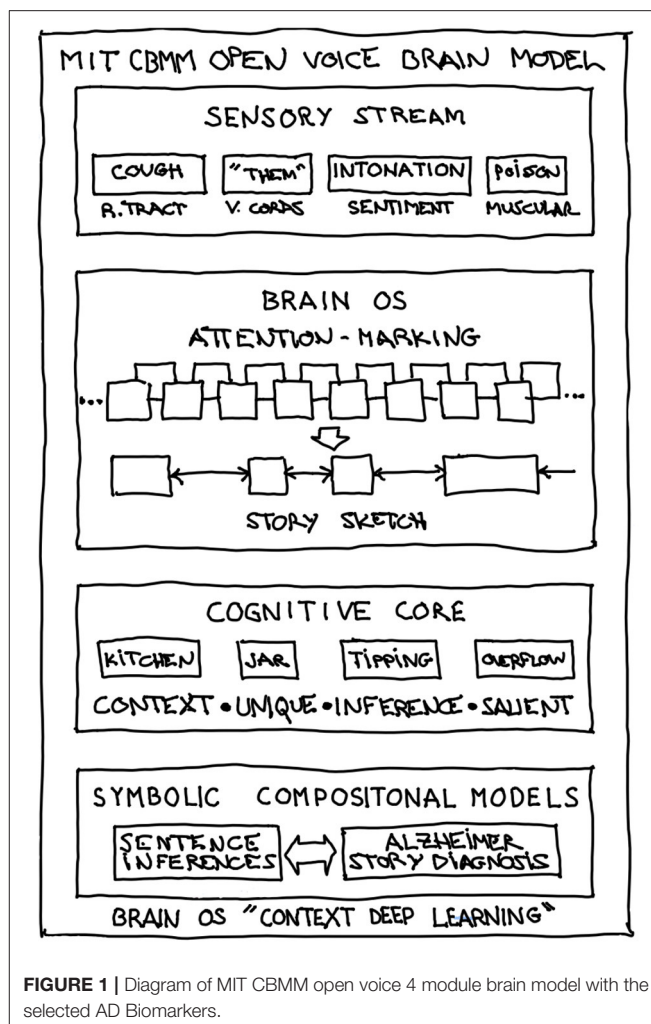 MIT CBMM OPEN VOICE BRAIN MODEL
SENSORY STREAM
COUGH "THEM" INTONATION POISON
R.TRACT V. CORDS SENTIMENT MUSCULAR
BRAIN OS
ATTENTION - MARKING
... ...
STORY SKETCH
COGNITIVE CORE
KITCHEN JAR TIPPING OVERFLOW
CONTEXT • UNIQUE • INFERENCE • SALIENT
SYMBOLIC COMPOSITONAL MODELS
SENTENCE INFERENCES
ALZHEIMER STORY DIAGNOSIS
BRAIN OS "CONTEXT DEEP LEARNING"
FIGURE 1 | Diagram of MIT CBMM open voice 4 module brain model with the
selected AD Biomarkers.